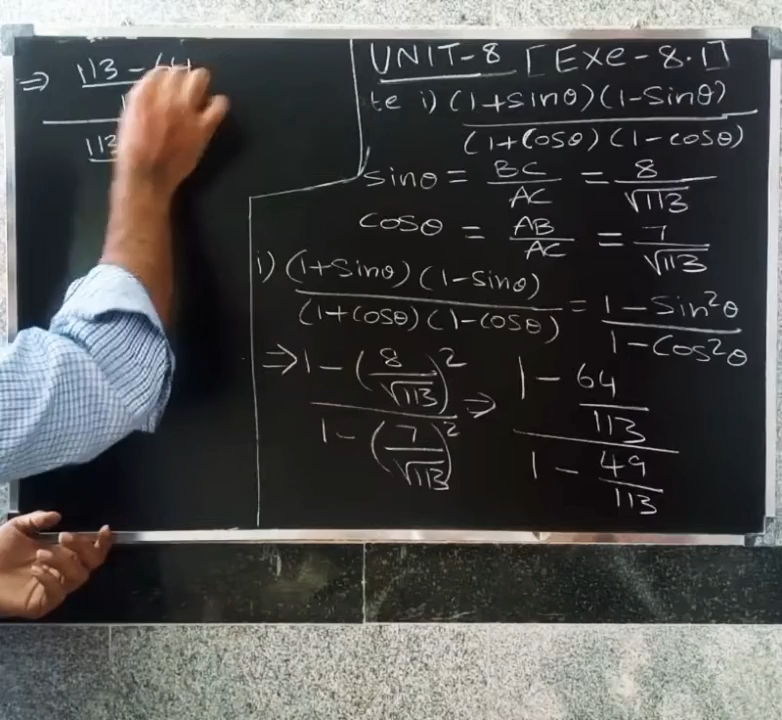 ⇒ 113 - 64
113
UNIT-8 [Exe-8.1]
te i) (1+sinθ)(1-Sinθ)
(1+Cosθ)(1-cosθ)
sinθ = BC/AC = 8/√113
cosθ = AB/AC = 7/√113
i) (1+Sinθ)(1-Sinθ)/(1+cosθ)(1-cosθ) = 1-Sin²θ/1-Cos²θ
⇒ 1-(8/√113)²/1-(7/√113)² ⇒ 1-64/113/1-49/113